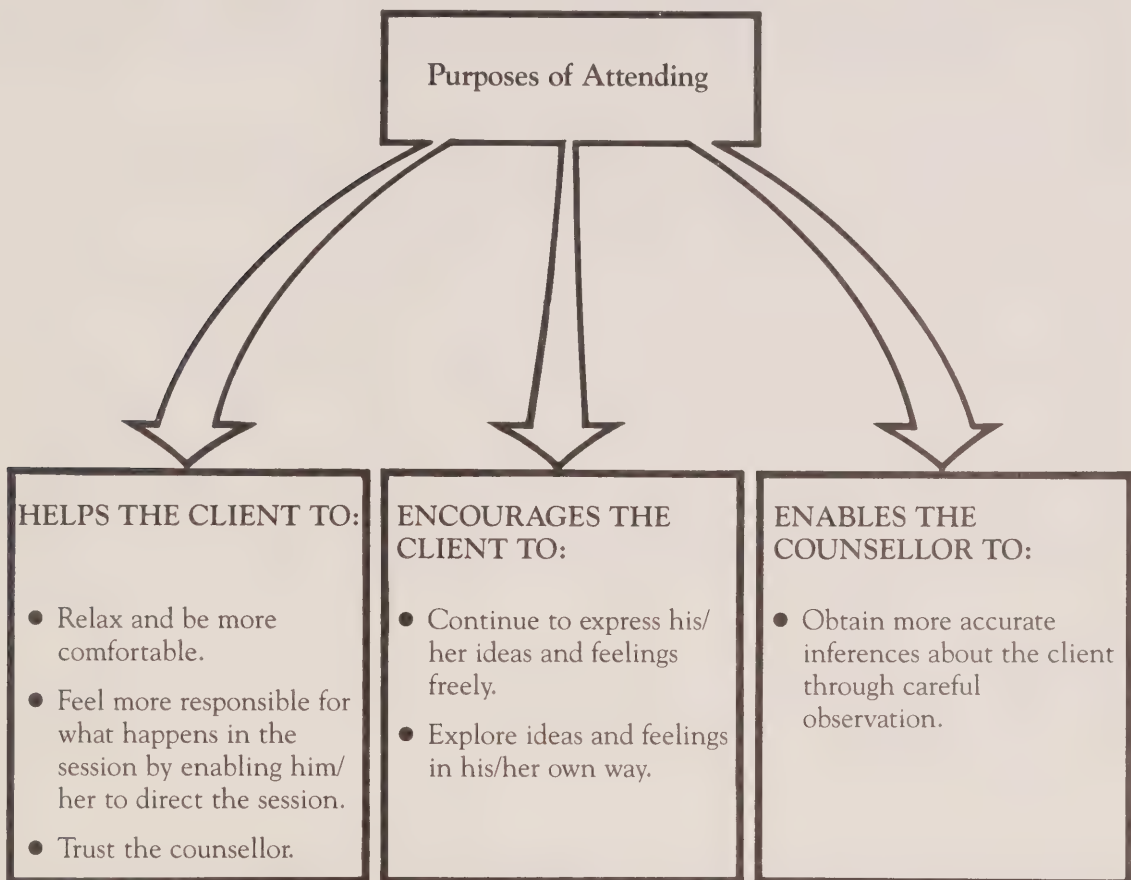 Purposes of Attending
HELPS THE CLIENT TO:
● Relax and be more
comfortable.
● Feel more responsible for
what happens in the
session by enabling him/
her to direct the session.
● Trust the counsellor.
ENCOURAGES THE
CLIENT TO:
● Continue to express his/
her ideas and feelings
freely.
● Explore ideas and feelings
in his/her own way.
ENABLES THE
COUNSELLOR TO:
● Obtain more accurate
inferences about the client
through careful
observation.